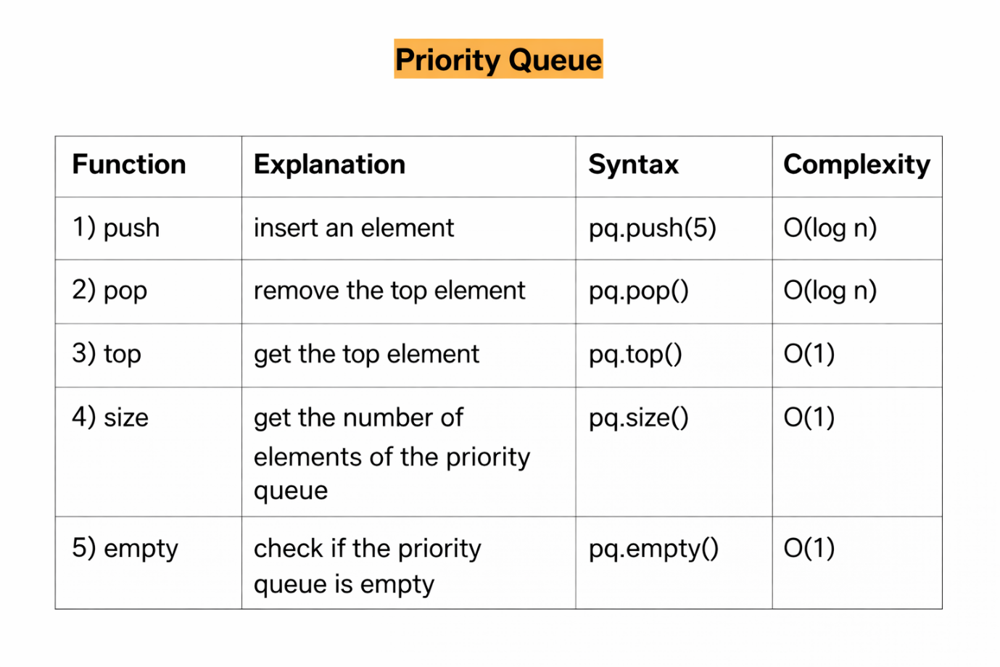 Priority Queue
Function Explanation Syntax Complexity
1) push insert an element pq.push(5) O(log n)
2) pop remove the top element pq.pop() O(log n)
3) top get the top element pq.top() O(1)
4) size get the number of pq.size() O(1)
elements of the priority
queue
5) empty check if the priority pq.empty() O(1)
queue is empty